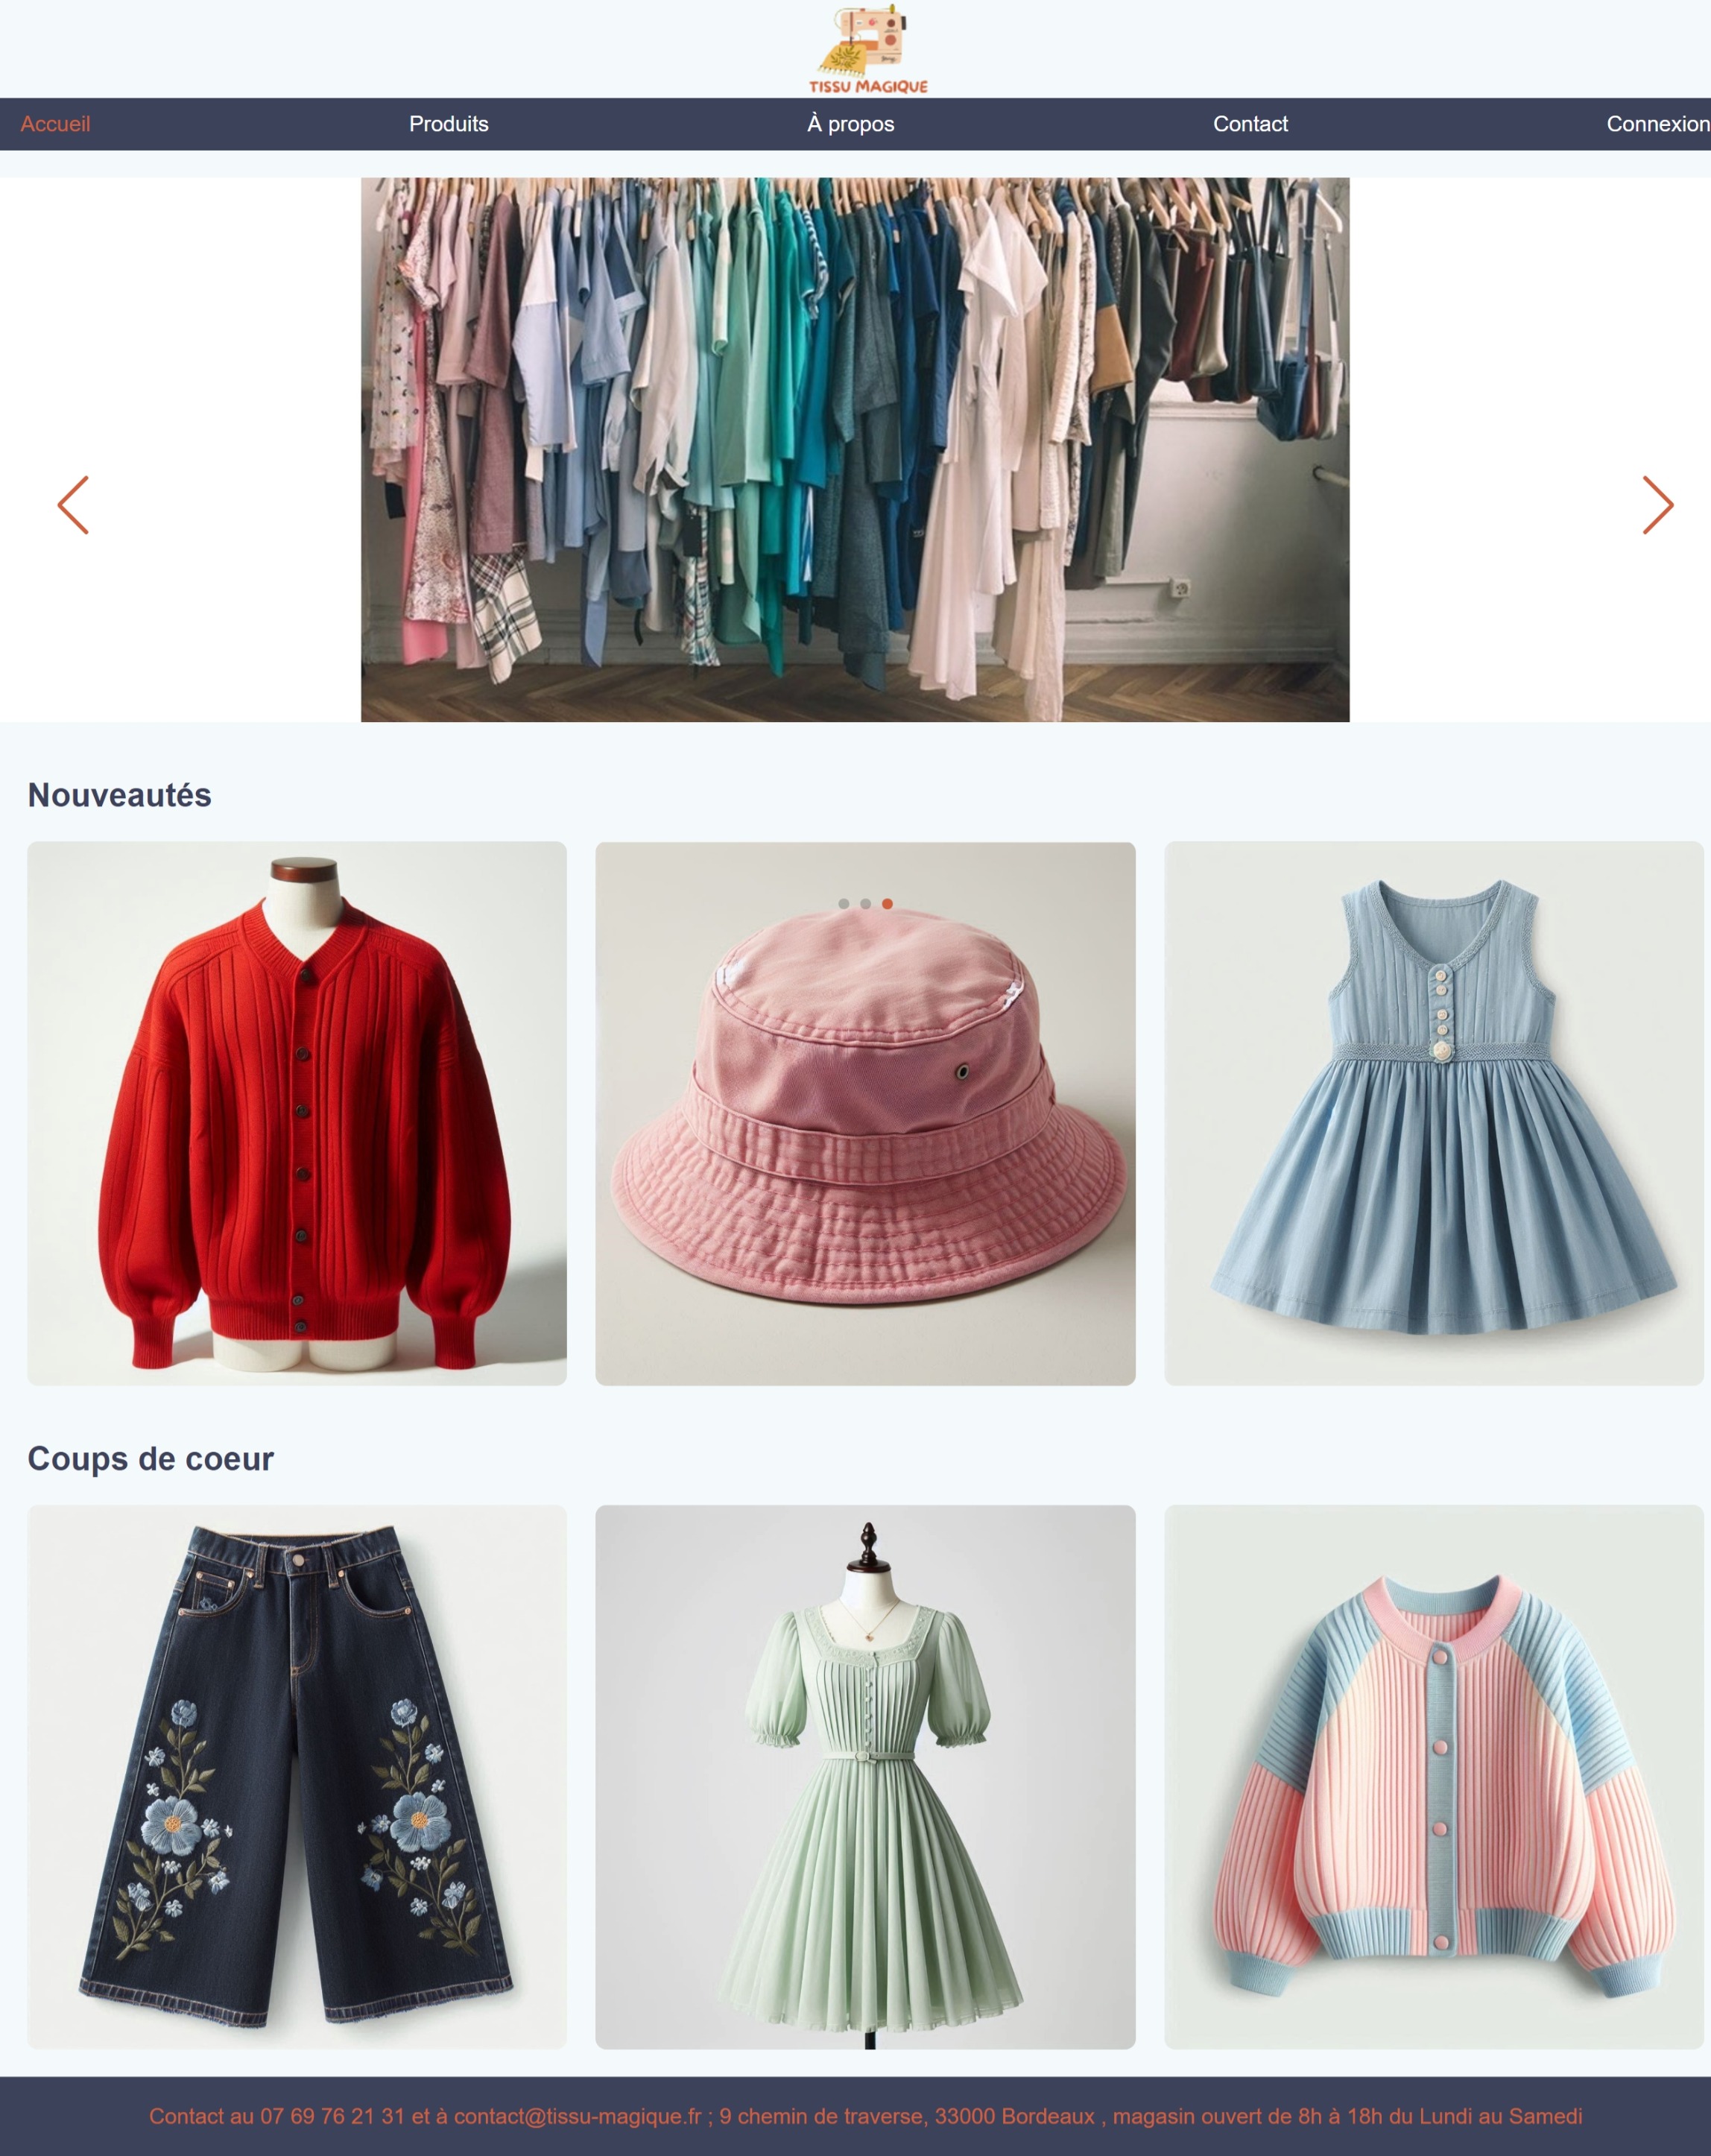 TISSU MAGIQUE
Accueil
Produits
À propos
Contact
Connexion
Nouveautés
Coups de coeur
Contact au 07 69 76 21 31 et à contact@tissu-magique.fr ; 9 chemin de traverse, 33000 Bordeaux , magasin ouvert de 8h à 18h du Lundi au Samedi